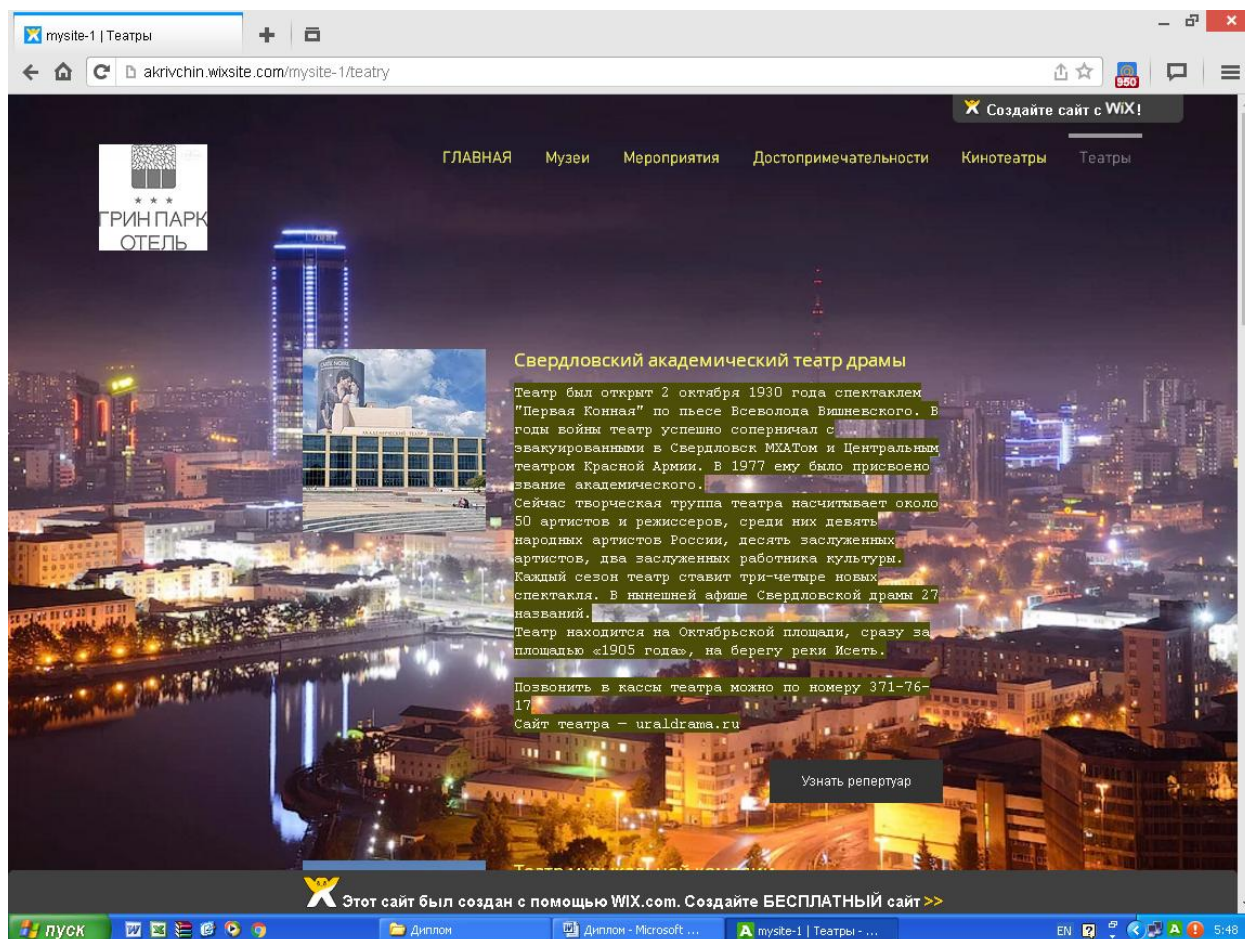 mysite-1 | Театры
akrivchin.wixsite.com/mysite-1/teatry
950
Создайте сайт с WiX!
ГЛАВНАЯ Музеи Мероприятия Достопримечательности Кинотеатры Театры
ГРИН ПАРК
ОТЕЛЬ
Свердловский академический театр драмы
Театр был открыт 2 октября 1930 года спектаклем
"Первая Конная" по пьесе Всеволода Вишневского. В
годы войны театр успешно соперничал с
эвакуированными в Свердловск МХАТом и Центральным
театром Красной Армии. В 1977 ему было присвоено
звание академического.
Сейчас творческая труппа театра насчитывает около
50 артистов и режиссеров, среди них девять
народных артистов России, десять заслуженных
артистов, два заслуженных работника культуры.
Каждый сезон театр ставит три-четыре новых
спектакля. В нынешней афише Свердловской драмы 27
названий.
Театр находится на Октябрьской площади, сразу за
площадью «1905 года», на берегу реки Исеть.
Позвонить в кассы театра можно по номеру 371-76-
17
Сайт театра — uraldrama.ru
Узнать репертуар
Этот сайт был создан с помощью WIX.com. Создайте БЕСПЛАТНЫЙ сайт >>
пуск Диплом Диплом - Microsoft ... mysite-1 | Театры - ... EN 5:48